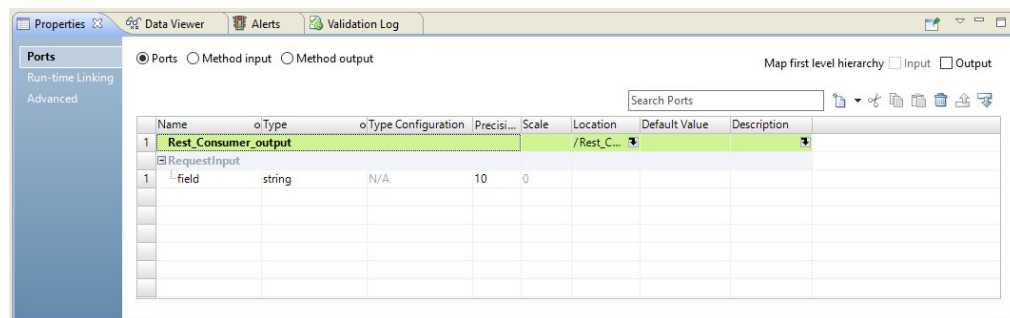 Properties Data Viewer Alerts Validation Log
Ports
Run-time Linking
Advanced
Ports Method input Method output
Map first level hierarchy Input Output
Search Ports
Name Type Type Configuration Precisi... Scale Location Default Value Description
1 Rest_Consumer_output /Rest_C...
RequestInput
1 field string N/A 10 0